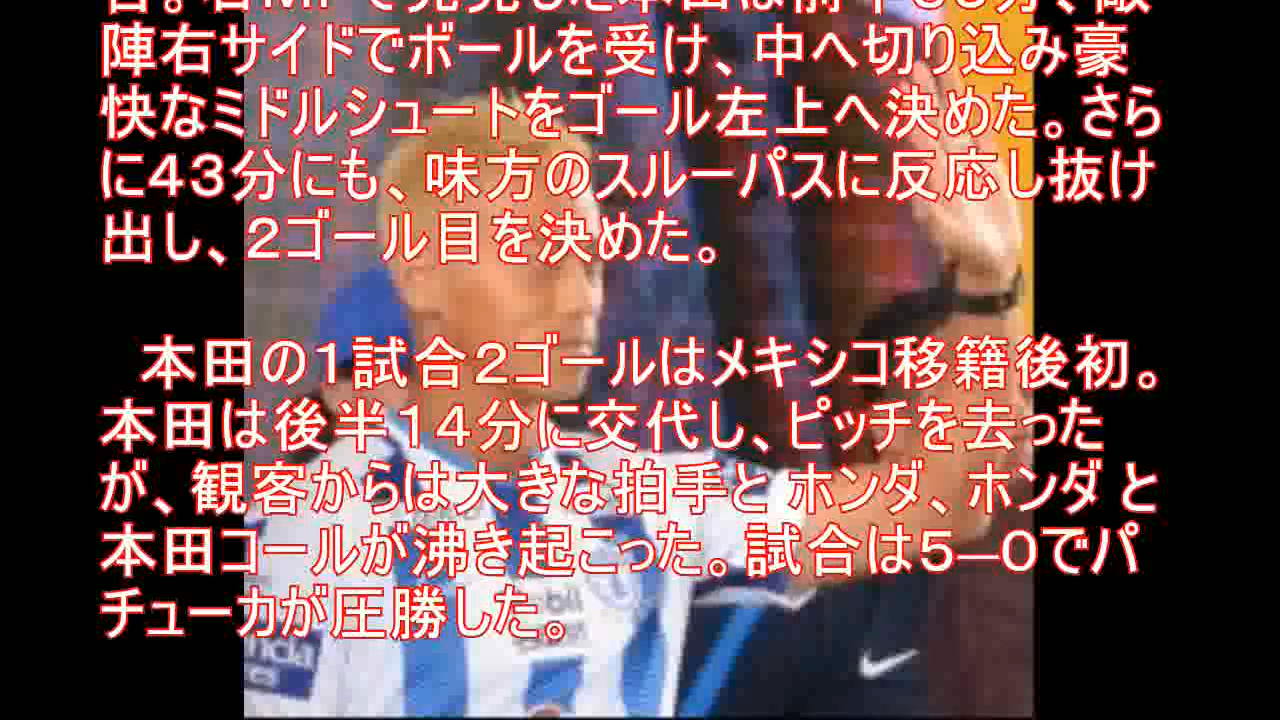 陣右サイドでボールを受け、中へ切り込み豪
快なミドルシュートをゴール左上へ決めた。さら
に４３分にも、味方のスルーパスに反応し抜け
出し、２ゴール目を決めた。
本田の１試合２ゴールはメキシコ移籍後初。
本田は後半１４分に交代し、ピッチを去った
が、観客からは大きな拍手と ホンダ、ホンダ と
本田コールが沸き起こった。試合は５―０でパ
チューカが圧勝した。